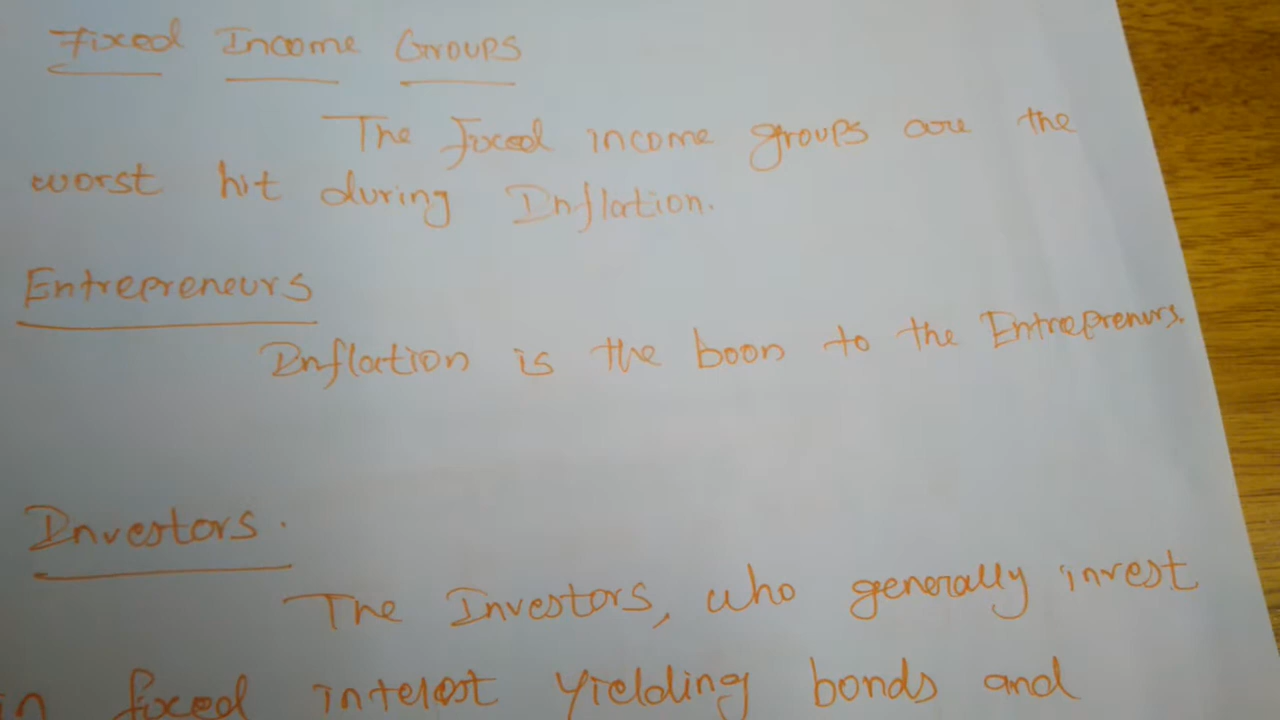 Fixed Income Groups
The fixed income groups are the
worst hit during Inflation.
Entrepreneurs
Inflation is the boon to the Entreprenurs.
Investors.
The Investors, who generally invest
in fixed interest yielding bonds and